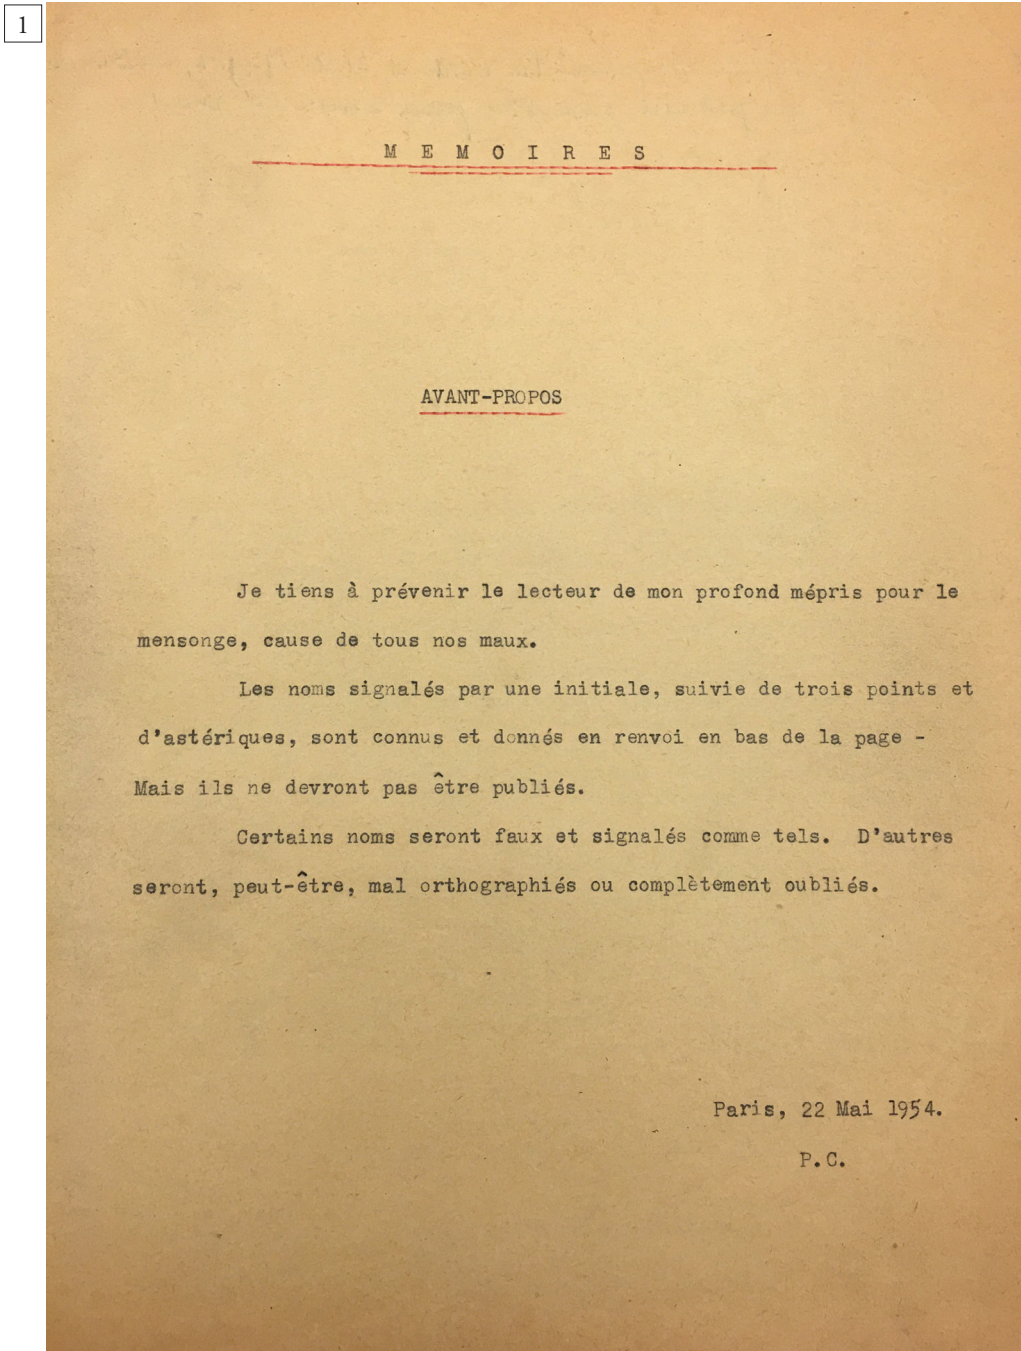 1
M E M O I R E S
AVANT-PROPOS
Je tiens à prévenir le lecteur de mon profond mépris pour le
mensonge, cause de tous nos maux.
Les noms signalés par une initiale, suivie de trois points et
d'astériques, sont connus et donnés en renvoi en bas de la page -
Mais ils ne devront pas être publiés.
Certains noms seront faux et signalés comme tels. D'autres
seront, peut-être, mal orthographiés ou complètement oubliés.
Paris, 22 Mai 1954.
P.C.